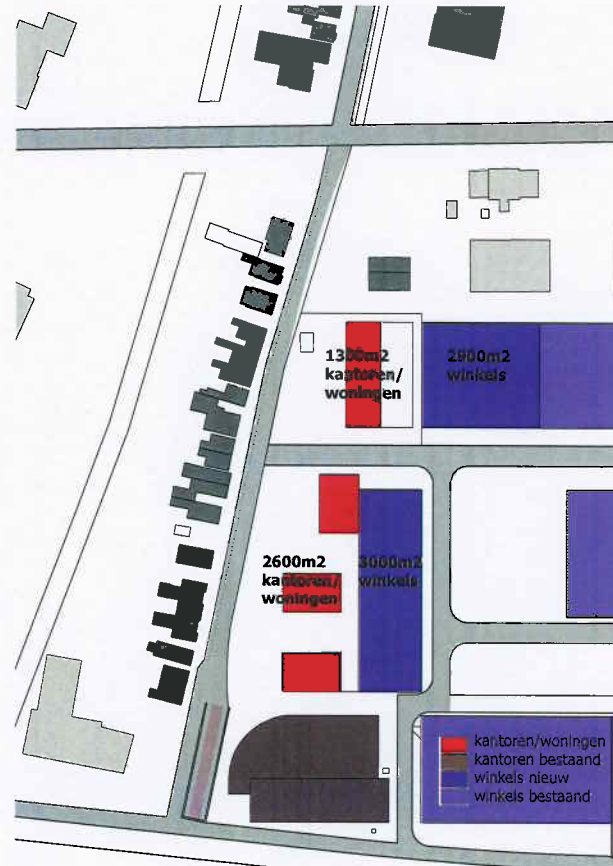 1300m2
kantoren/
woningen
2900m2
winkels
2600m2
kantoren/
woningen
3000m2
winkels
kantoren/woningen
kantoren bestaand
winkels nieuw
winkels bestaand